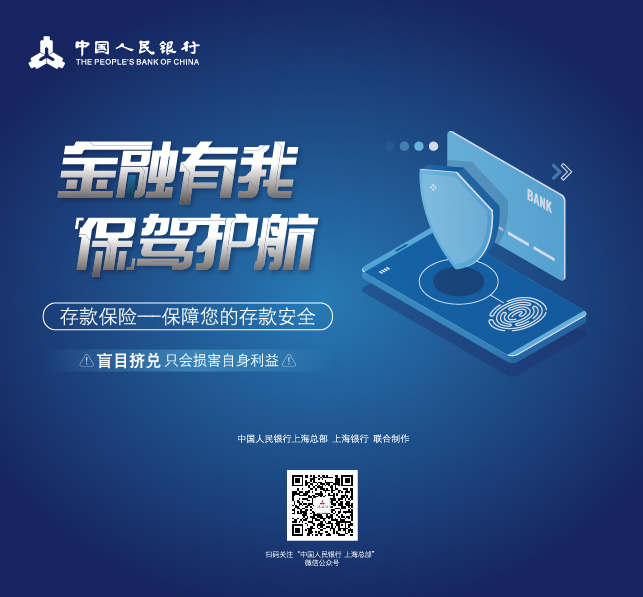 中国人民银行
THE PEOPLE'S BANK OF CHINA
金融有我
「保」驾护航
BANK
存款保险——保障您的存款安全
盲目挤兑只会损害自身利益
中国人民银行上海总部 上海银行 联合制作
扫码关注“中国人民银行 上海总部”
微信公众号